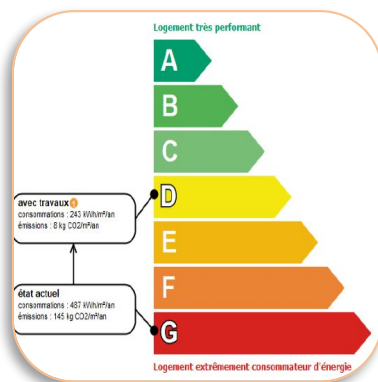 Logement très performant
A
B
C
D
E
F
G
avec travaux 1
consommations : 243 kWh/m²/an
émissions : 8 kg CO2/m²/an
état actuel
consommations : 487 kWh/m²/an
émissions : 145 kg CO2/m²/an
Logement extrêmement consommateur d'énergie